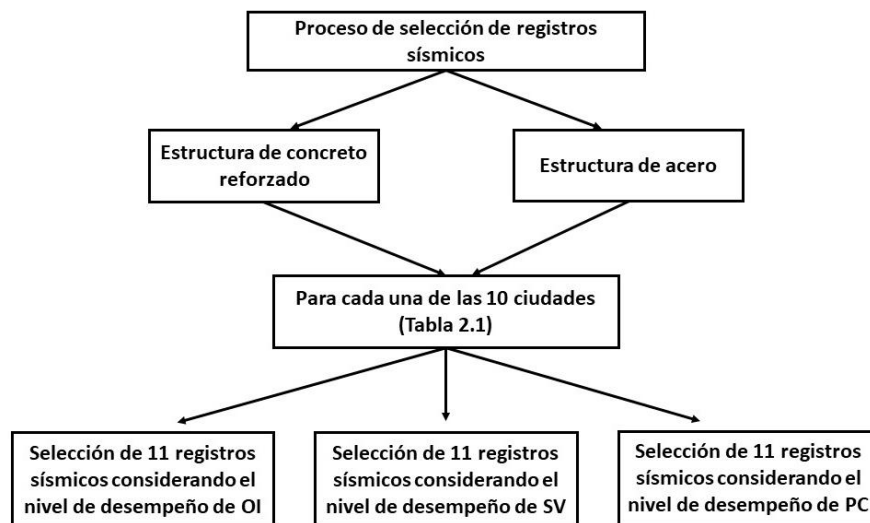 Proceso de selección de registros
sísmicos
Estructura de concreto
reforzado
Estructura de acero
Para cada una de las 10 ciudades
(Tabla 2.1)
Selección de 11 registros
sísmicos considerando el
nivel de desempeño de OI
Selección de 11 registros
sísmicos considerando el
nivel de desempeño de SV
Selección de 11 registros
sísmicos considerando el
nivel de desempeño de PC